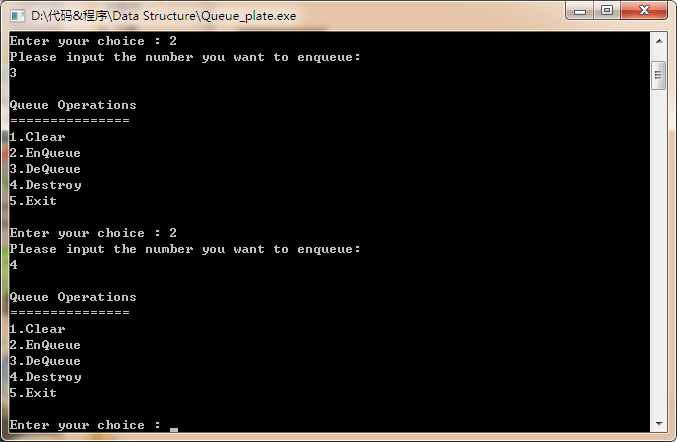 D:\代码&程序\Data Structure\Queue_plate.exe
Enter your choice : 2
Please input the number you want to enqueue:
3
Queue Operations
===============
1.Clear
2.EnQueue
3.DeQueue
4.Destroy
5.Exit
Enter your choice : 2
Please input the number you want to enqueue:
4
Queue Operations
===============
1.Clear
2.EnQueue
3.DeQueue
4.Destroy
5.Exit
Enter your choice : _